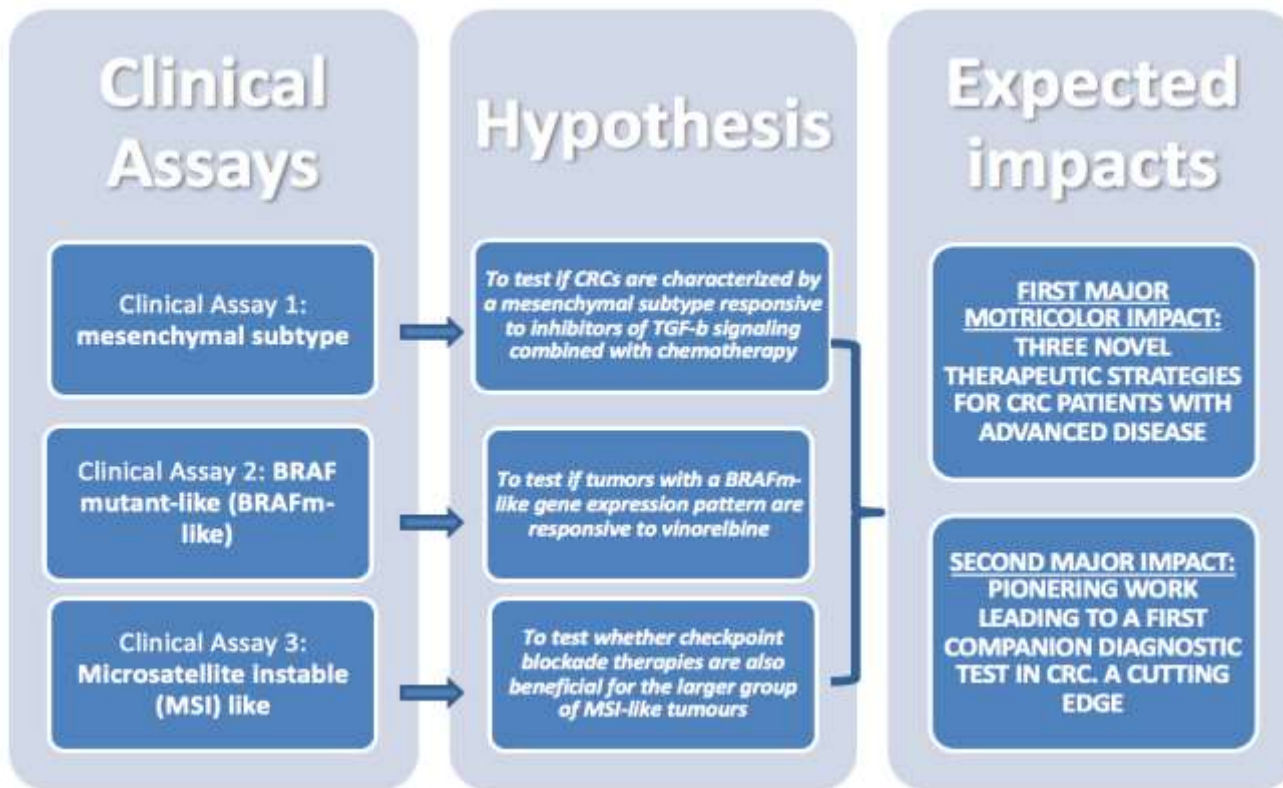 Clinical
Assays
Clinical Assay 1:
mesenchymal subtype
Clinical Assay 2: BRAF
mutant-like (BRAFm-
like)
Clinical Assay 3:
Microsatellite instable
(MSI) like
Hypothesis
To test if CRCs are characterized by
a mesenchymal subtype responsive
to inhibitors of TGF-b signaling
combined with chemotherapy
To test if tumors with a BRAFm-
like gene expression pattern are
responsive to vinorelbine
To test whether checkpoint
blockade therapies are also
beneficial for the larger group
of MSI-like tumours
Expected
impacts
FIRST MAJOR
MOTRICOLOR IMPACT:
THREE NOVEL
THERAPEUTIC STRATEGIES
FOR CRC PATIENTS WITH
ADVANCED DISEASE
SECOND MAJOR IMPACT:
PIONERING WORK
LEADING TO A FIRST
COMPANION DIAGNOSTIC
TEST IN CRC. A CUTTING
EDGE